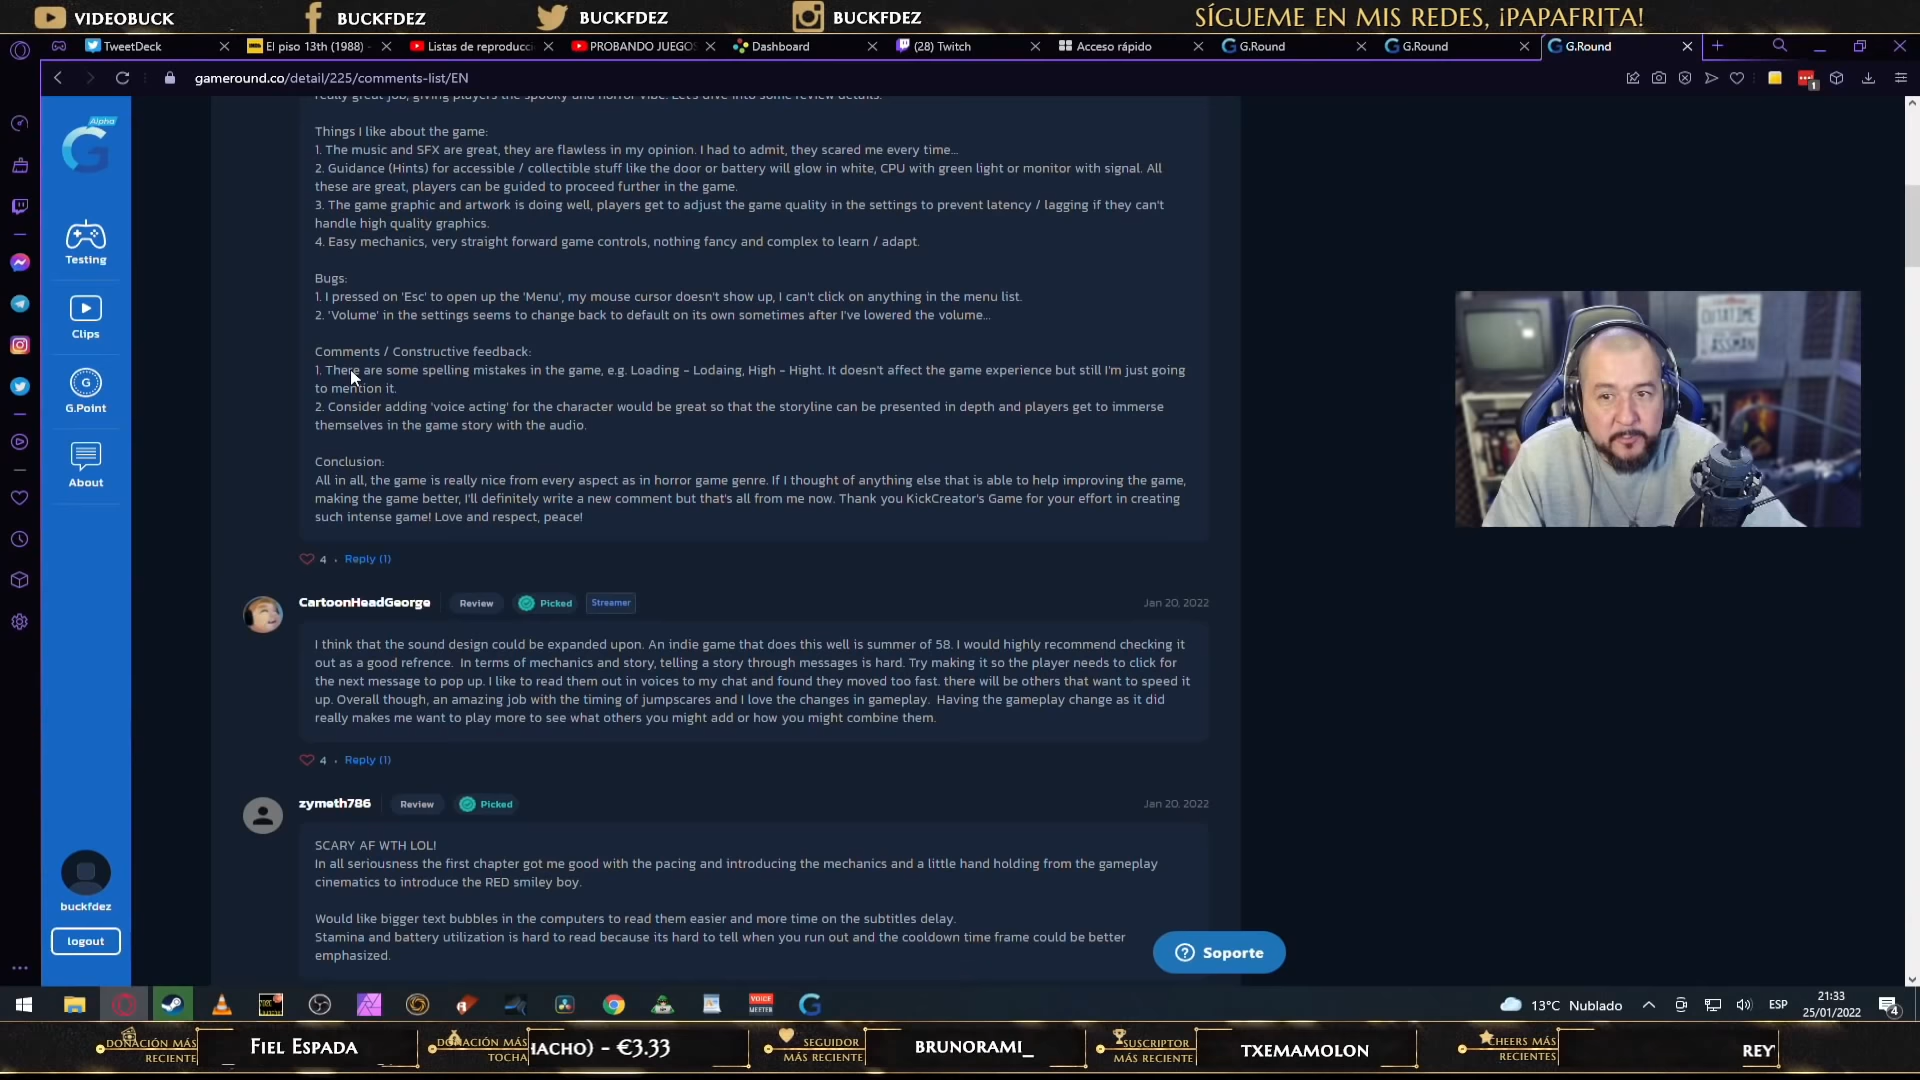 VIDEOBUCK BUCKFDEZ BUCKFDEZ BUCKFDEZ SÍGUEME EN MIS REDES, ¡PAPAFRITA!
TweetDeck El piso 13th (1988) - Listas de reproducci PROBANDO JUEGOS Dashboard (28) Twitch Acceso rápido G.Round G.Round G.Round
gameround.co/detail/225/comments-list/EN
1
Alpha
Testing
Clips
G.Point
About
buckfdez
logout
really great job, giving players the spooky and horror vibe. Let's dive into some review details.
Things I like about the game:
1. The music and SFX are great, they are flawless in my opinion. I had to admit, they scared me every time...
2. Guidance (Hints) for accessible / collectible stuff like the door or battery will glow in white, CPU with green light or monitor with signal. All
these are great, players can be guided to proceed further in the game.
3. The game graphic and artwork is doing well, players get to adjust the game quality in the settings to prevent latency / lagging if they can't
handle high quality graphics.
4. Easy mechanics, very straight forward game controls, nothing fancy and complex to learn / adapt.
Bugs:
1. I pressed on 'Esc' to open up the 'Menu', my mouse cursor doesn't show up, I can't click on anything in the menu list.
2. 'Volume' in the settings seems to change back to default on its own sometimes after I've lowered the volume...
Comments / Constructive feedback:
1. There are some spelling mistakes in the game, e.g. Loading - Lodaing, High - Hight. It doesn't affect the game experience but still I'm just going
to mention it.
2. Consider adding 'voice acting' for the character would be great so that the storyline can be presented in depth and players get to immerse
themselves in the game story with the audio.
Conclusion:
All in all, the game is really nice from every aspect as in horror game genre. If I thought of anything else that is able to help improving the game,
making the game better, I'll definitely write a new comment but that's all from me now. Thank you KickCreator's Game for your effort in creating
such intense game! Love and respect, peace!
4 . Reply (1)
CartoonHeadGeorge Review Picked Streamer Jan 20, 2022
I think that the sound design could be expanded upon. An indie game that does this well is summer of 58. I would highly recommend checking it
out as a good refrence. In terms of mechanics and story, telling a story through messages is hard. Try making it so the player needs to click for
the next message to pop up. I like to read them out in voices to my chat and found they moved too fast. there will be others that want to speed it
up. Overall though, an amazing job with the timing of jumpscares and I love the changes in gameplay. Having the gameplay change as it did
really makes me want to play more to see what others you might add or how you might combine them.
4 . Reply (1)
zymeth786 Review Picked Jan 20, 2022
SCARY AF WTH LOL!
In all seriousness the first chapter got me good with the pacing and introducing the mechanics and a little hand holding from the gameplay
cinematics to introduce the RED smiley boy.
Would like bigger text bubbles in the computers to read them easier and more time on the subtitles delay.
Stamina and battery utilization is hard to read because its hard to tell when you run out and the cooldown time frame could be better
emphasized.
Soporte
13°C Nublado ESP 21:33
25/01/2022 4
DONACIÓN MÁS
RECIENTE
FIEL ESPADA
DONACIÓN MÁS
TOCHA
HACHO) - €3.33
SEGUIDOR
MÁS RECIENTE
BRUNORAMI_
SUSCRIPTOR
MÁS RECIENTE
TXEMAMOLON
CHEERS MÁS
RECIENTES
REY